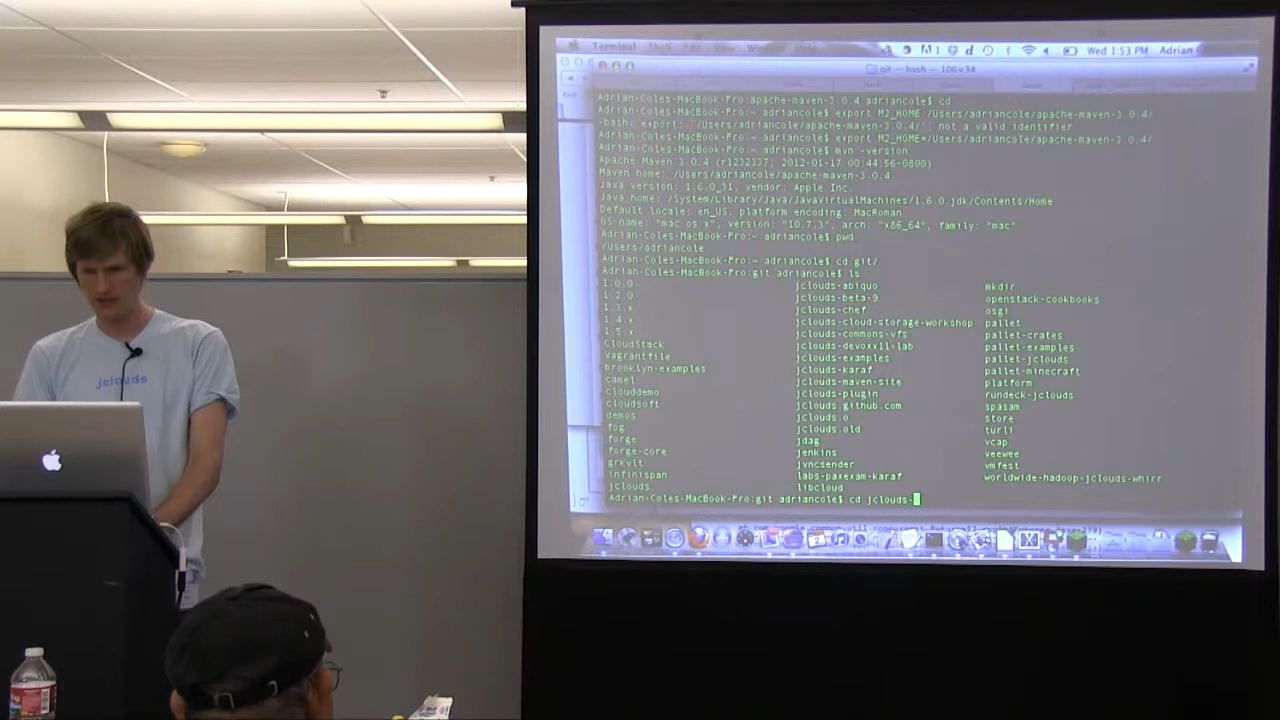 Terminal Shell Edit View Window Help
Wed 1:53 PM Adrian
git — bash — 106×34
Adrian-Coles-MacBook-Pro:apache-maven-3.0.4 adriancole$ cd
Adrian-Coles-MacBook-Pro:~ adriancole$ export M2_HOME /Users/adriancole/apache-maven-3.0.4/
-bash: export: `/Users/adriancole/apache-maven-3.0.4/': not a valid identifier
Adrian-Coles-MacBook-Pro:~ adriancole$ export M2_HOME=/Users/adriancole/apache-maven-3.0.4/
Adrian-Coles-MacBook-Pro:~ adriancole$ mvn -version
Apache Maven 3.0.4 (r1232337; 2012-01-17 00:44:56-0800)
Maven home: /Users/adriancole/apache-maven-3.0.4
Java version: 1.6.0_31, vendor: Apple Inc.
Java home: /System/Library/Java/JavaVirtualMachines/1.6.0.jdk/Contents/Home
Default locale: en_US, platform encoding: MacRoman
OS name: "mac os x", version: "10.7.3", arch: "x86_64", family: "mac"
Adrian-Coles-MacBook-Pro:~ adriancole$ pwd
/Users/adriancole
Adrian-Coles-MacBook-Pro:~ adriancole$ cd git/
Adrian-Coles-MacBook-Pro:git adriancole$ ls
1.0.0 jclouds-abiquo mkdir
1.2.0 jclouds-beta-9 openstack-cookbooks
1.3.x jclouds-chef osgi
1.4.x jclouds-cloud-storage-workshop pallet
1.5.x jclouds-commons-vfs pallet-crates
CloudStack jclouds-devoxx11-lab pallet-examples
Vagrantfile jclouds-examples pallet-jclouds
brooklyn-examples jclouds-karaf pallet-minecraft
camel jclouds-maven-site platform
clouddemo jclouds-plugin rundeck-jclouds
cloudsoft jclouds.github.com spasam
demos jclouds.o store
fog jclouds.old turli
forge jdag vcap
forge-core jenkins veewee
grkvlt jvncsender vmfest
infinispan labs-paxexam-karaf worldwide-hadoop-jclouds-whirr
jclouds libcloud
Adrian-Coles-MacBook-Pro:git adriancole$ cd jclouds-
jclouds